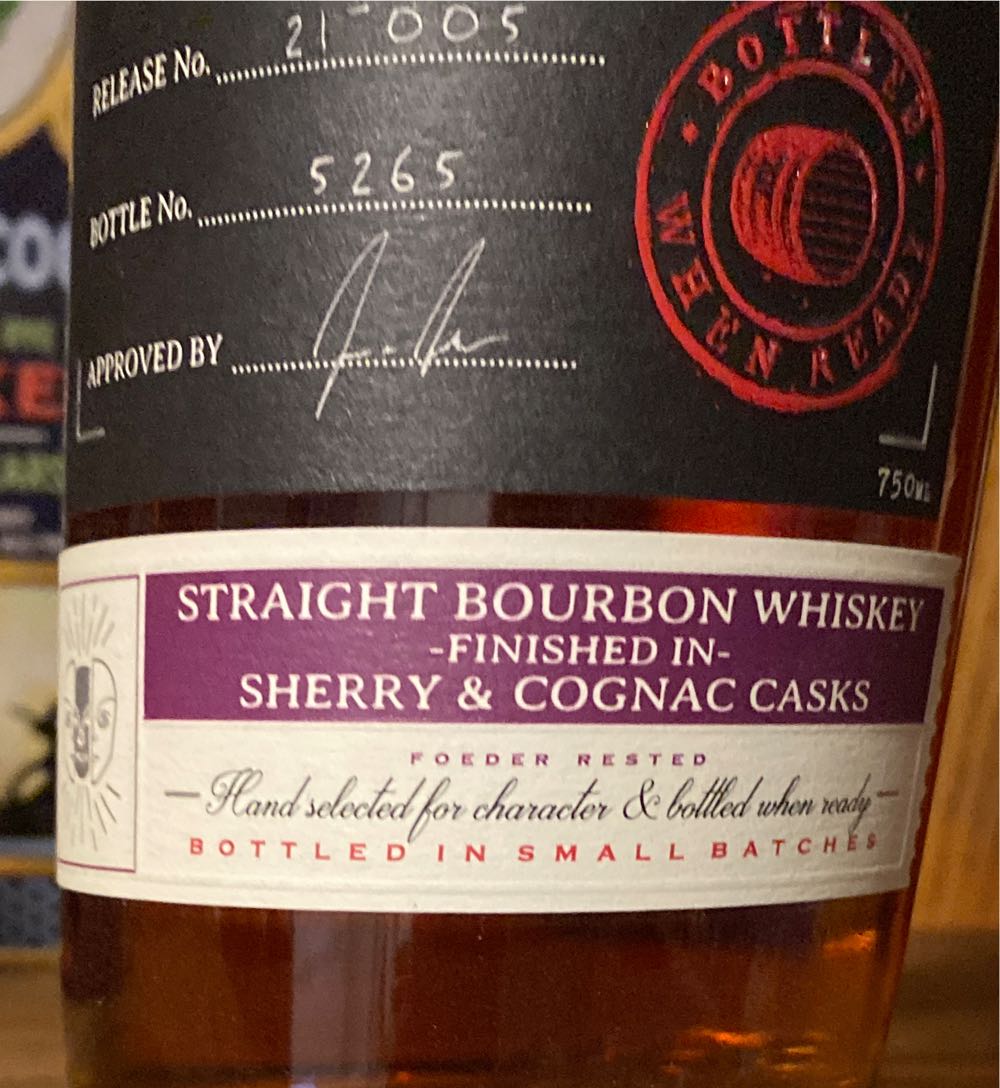 RELEASE No. 21-005
BOTTLE No. 5265
APPROVED BY
BOTTLED WHEN READY
750ML
STRAIGHT BOURBON WHISKEY
-FINISHED IN-
SHERRY & COGNAC CASKS
FOEDER RESTED
Hand selected for character & bottled when ready
BOTTLED IN SMALL BATCHES